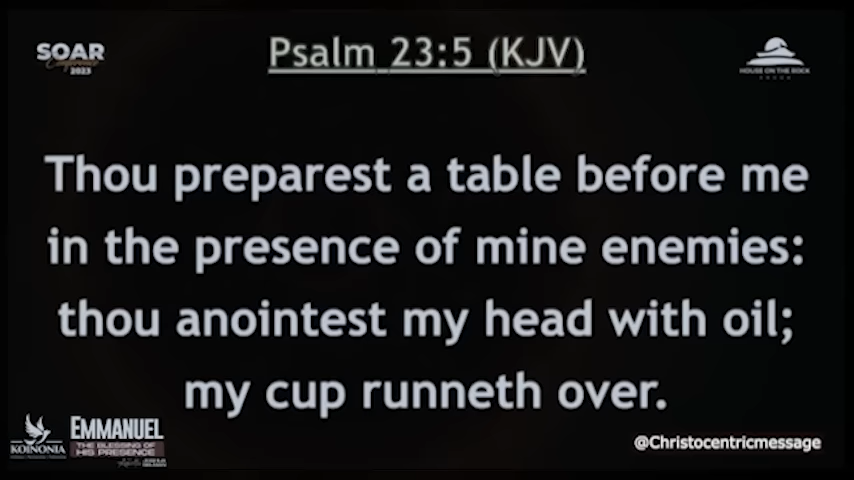 SOAR
Conference
2023
Psalm 23:5 (KJV)
HOUSE ON THE ROCK
Thou preparest a table before me
in the presence of mine enemies:
thou anointest my head with oil;
my cup runneth over.
KOINONIA
EMMANUEL
THE BLESSING OF
HIS PRESENCE
@Christocentricmessage